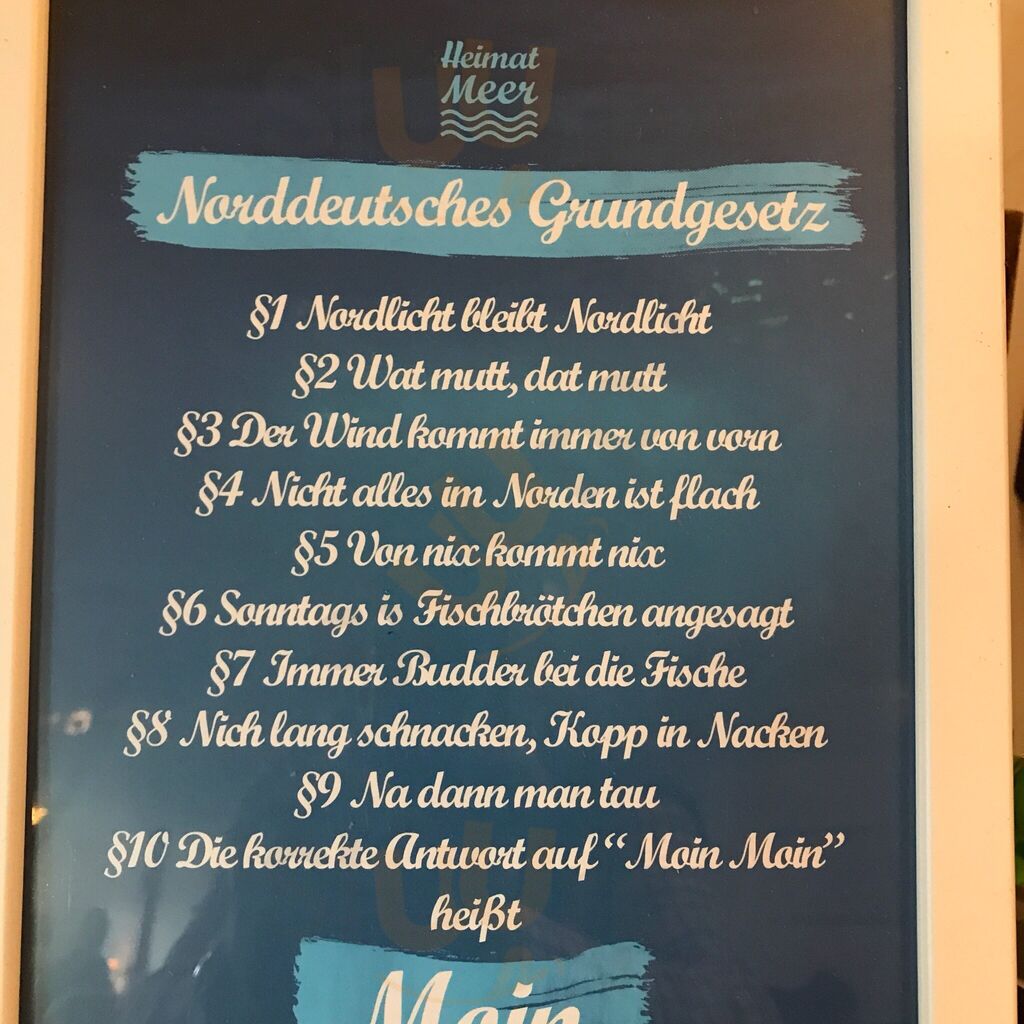 Heimat
Meer
Norddeutsches Grundgesetz
§1 Nordlicht bleibt Nordlicht
§2 Wat mutt, dat mutt
§3 Der Wind kommt immer von vorn
§4 Nicht alles im Norden ist flach
§5 Von nix kommt nix
§6 Sonntags is Fischbrötchen angesagt
§7 Immer Budder bei die Fische
§8 Nich lang schnacken, Kopp in Nacken
§9 Na dann man tau
§10 Die korrekte Antwort auf “Moin Moin”
heißt
Moin